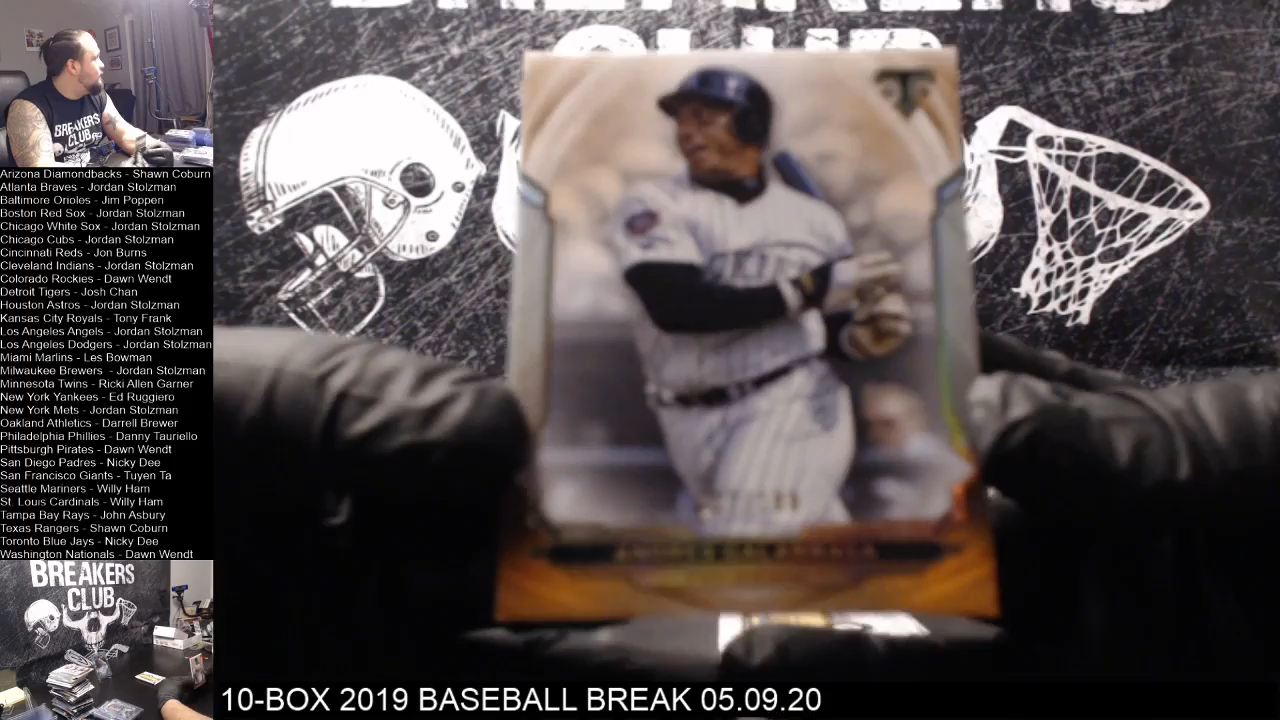 BREAKERS
CLUB
BREAKERS
CLUB
Arizona Diamondbacks - Shawn Coburn
Atlanta Braves - Jordan Stolzman
Baltimore Orioles - Jim Poppen
Boston Red Sox - Jordan Stolzman
Chicago White Sox - Jordan Stolzman
Chicago Cubs - Jordan Stolzman
Cincinnati Reds - Jon Burns
Cleveland Indians - Jordan Stolzman
Colorado Rockies - Dawn Wendt
Detroit Tigers - Josh Chan
Houston Astros - Jordan Stolzman
Kansas City Royals - Tony Frank
Los Angeles Angels - Jordan Stolzman
Los Angeles Dodgers - Jordan Stolzman
Miami Marlins - Les Bowman
Milwaukee Brewers - Jordan Stolzman
Minnesota Twins - Ricki Allen Garner
New York Yankees - Ed Ruggiero
New York Mets - Jordan Stolzman
Oakland Athletics - Darrell Brewer
Philadelphia Phillies - Danny Tauriello
Pittsburgh Pirates - Dawn Wendt
San Diego Padres - Nicky Dee
San Francisco Giants - Tuyen Ta
Seattle Mariners - Willy Ham
St. Louis Cardinals - Willy Ham
Tampa Bay Rays - John Asbury
Texas Rangers - Shawn Coburn
Toronto Blue Jays - Nicky Dee
Washington Nationals - Dawn Wendt
BREAKERS
CLUB
ANDRES GALARRAGA
10-BOX 2019 BASEBALL BREAK 05.09.20